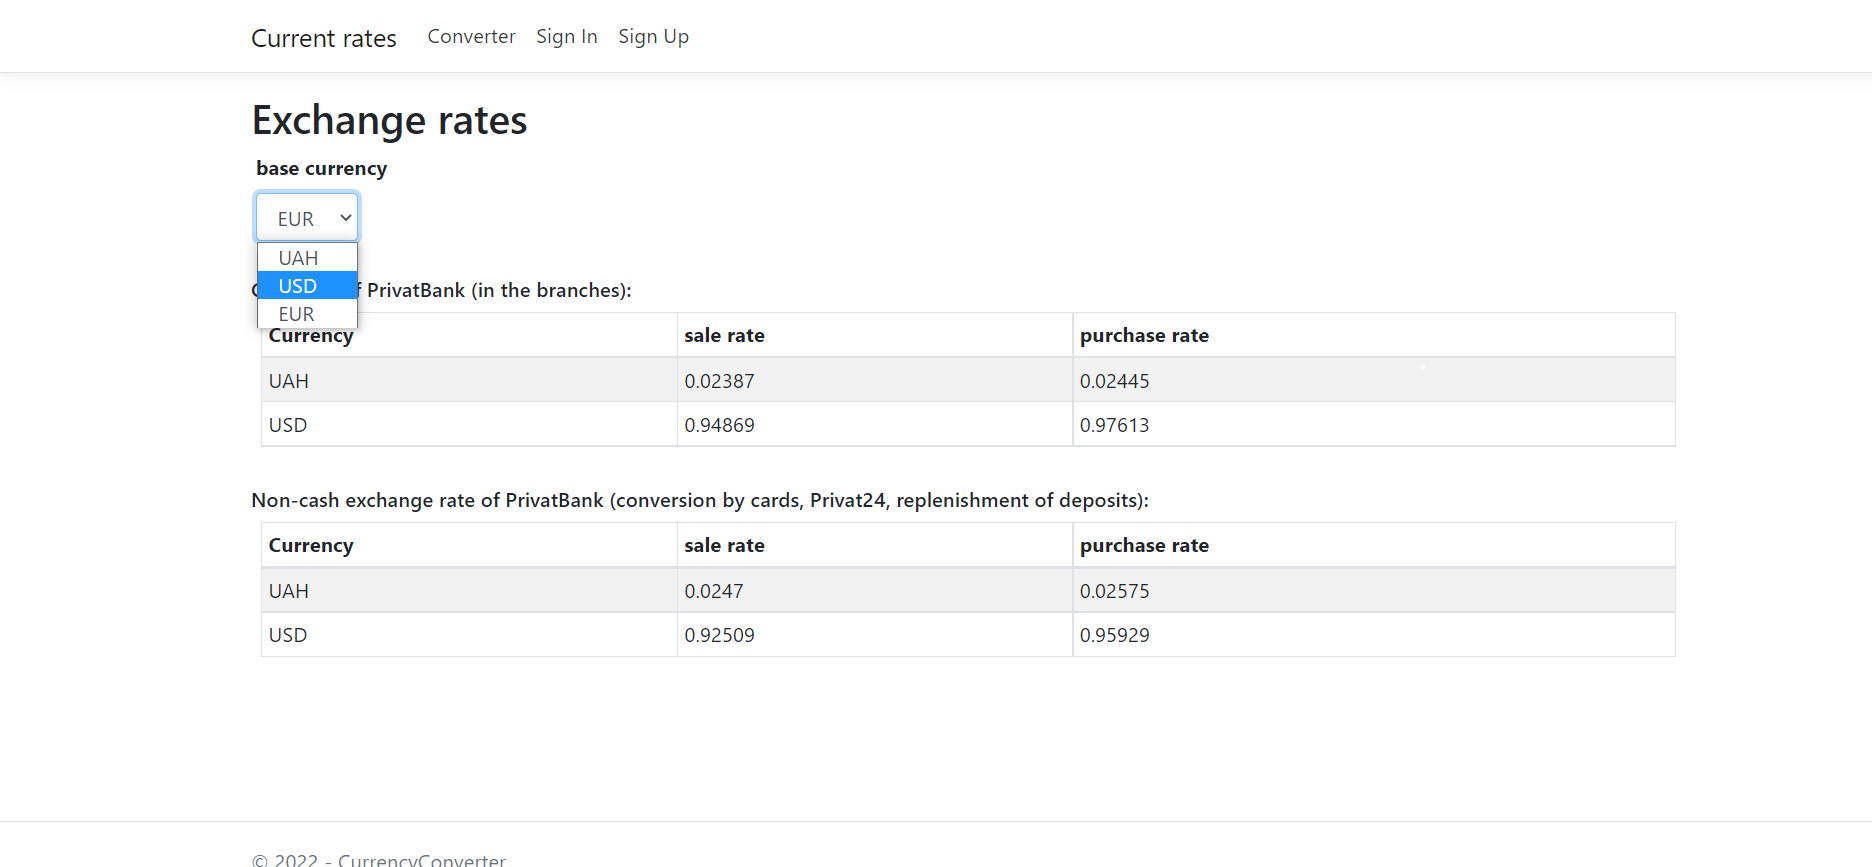 Current rates Converter Sign In Sign Up
Exchange rates
base currency
EUR
UAH
USD
EUR
PrivatBank (in the branches):
Currency sale rate purchase rate
UAH 0.02387 0.02445
USD 0.94869 0.97613
Non-cash exchange rate of PrivatBank (conversion by cards, Privat24, replenishment of deposits):
Currency sale rate purchase rate
UAH 0.0247 0.02575
USD 0.92509 0.95929
© 2022 - CurrencyConverter